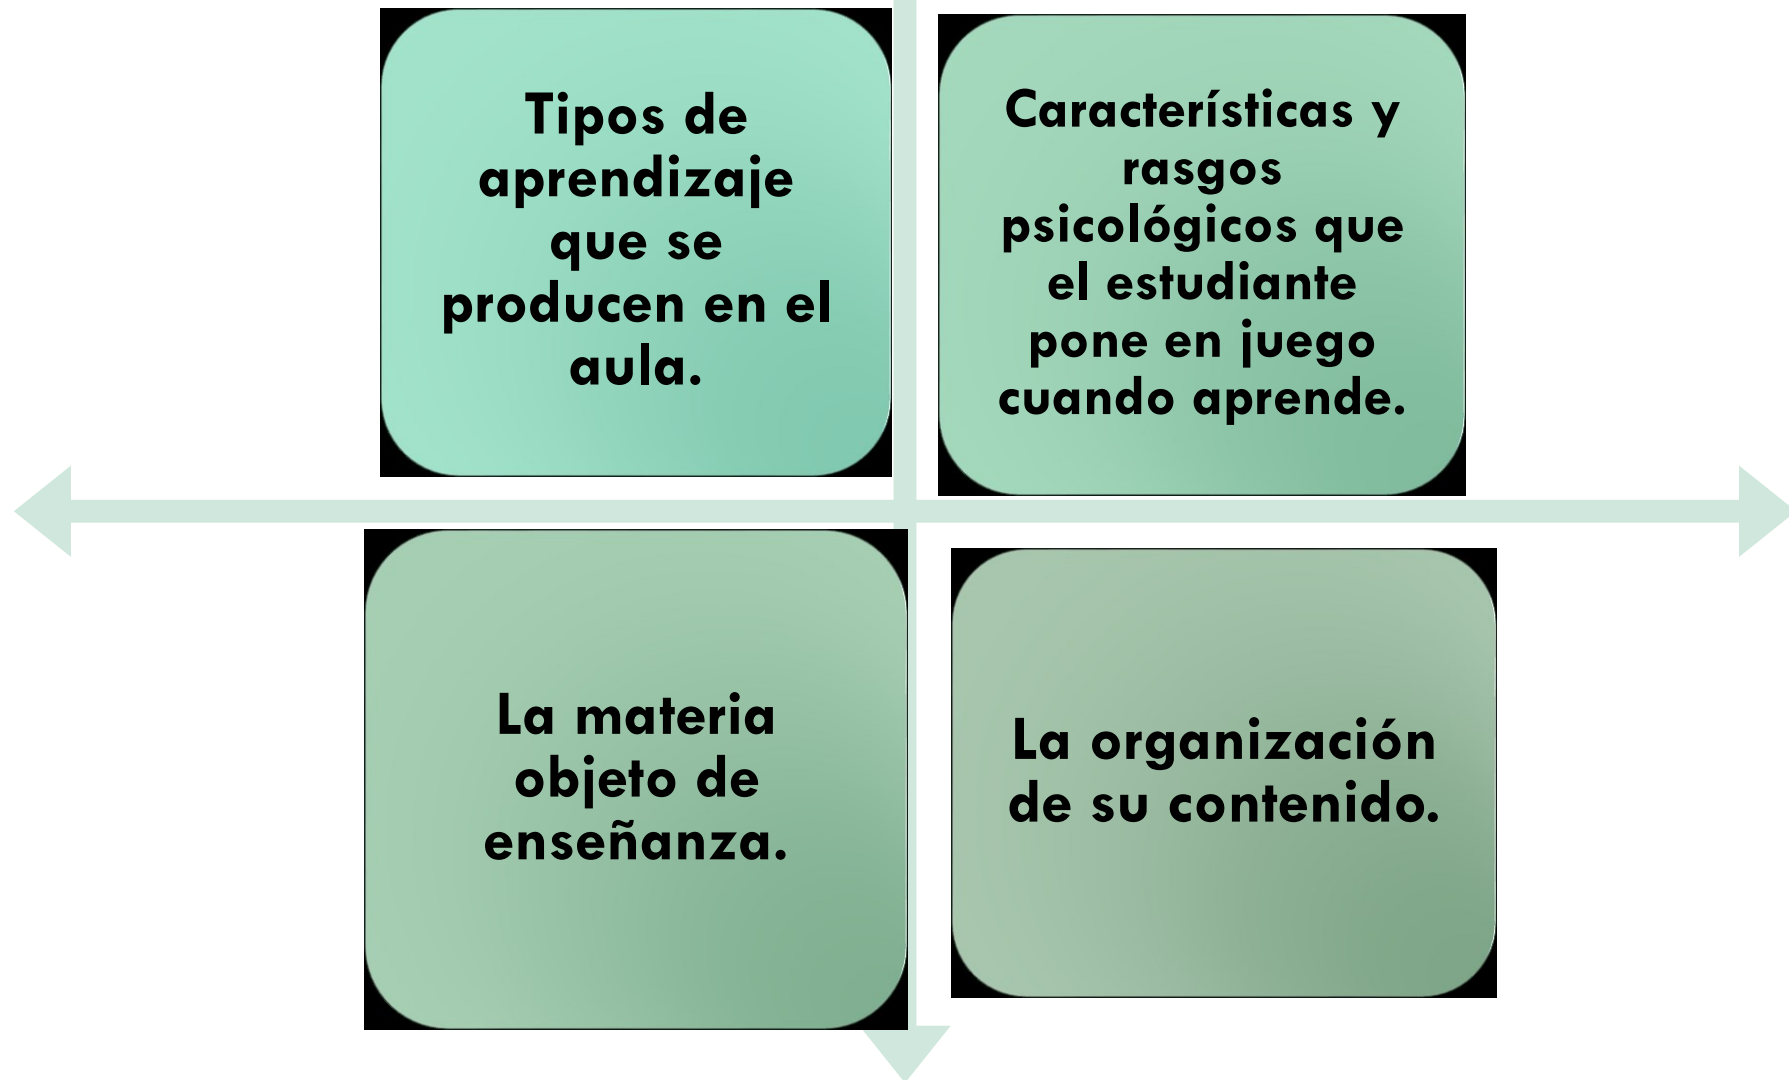 Tipos de
aprendizaje
que se
producen en el
aula.
Características y
rasgos
psicológicos que
el estudiante
pone en juego
cuando aprende.
La materia
objeto de
enseñanza.
La organización
de su contenido.